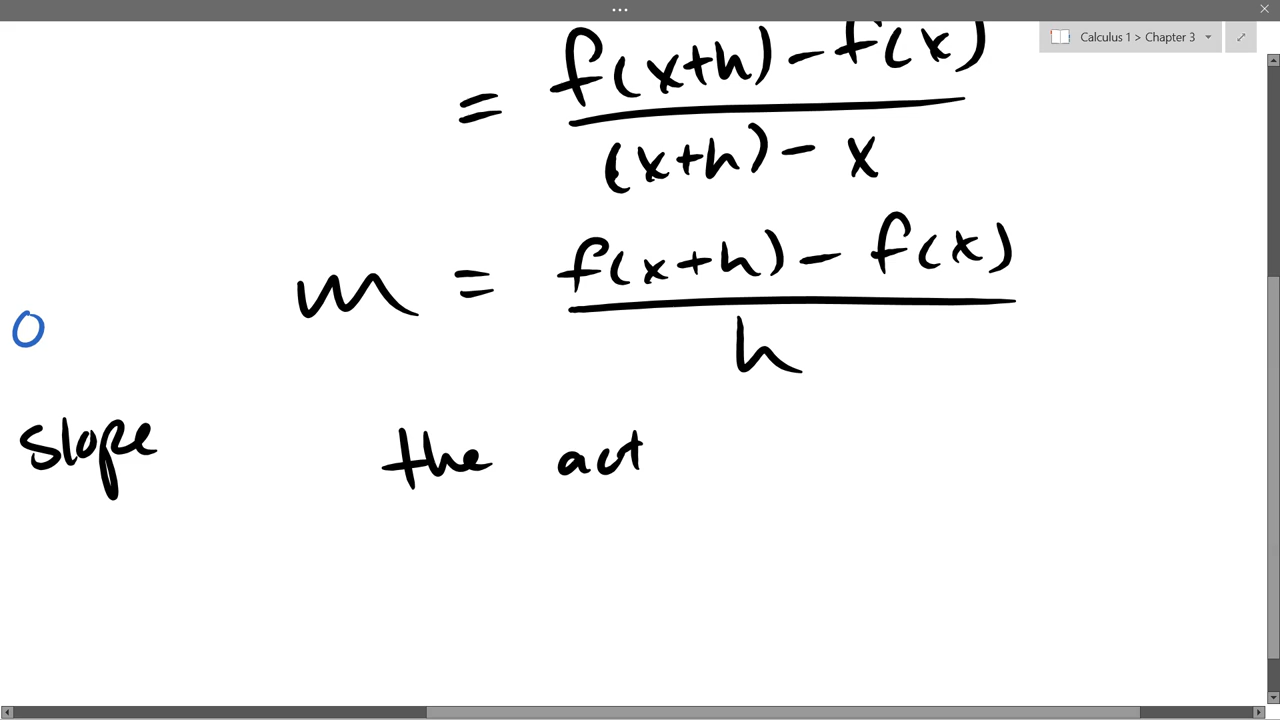 Calculus 1 > Chapter 3
= f(x+h) - f(x)
(x+h) - x
m = f(x+h) - f(x)
h
0
slope the act